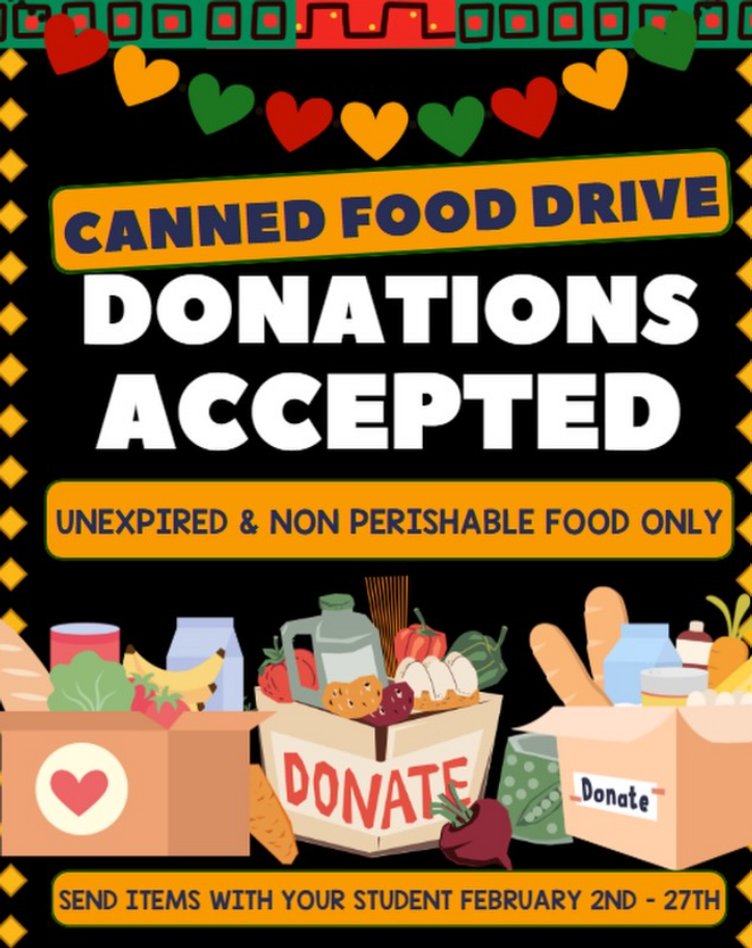 CANNED FOOD DRIVE
DONATIONS
ACCEPTED
UNEXPIRED & NON PERISHABLE FOOD ONLY
DONATE
Donate
SEND ITEMS WITH YOUR STUDENT FEBRUARY 2ND - 27TH